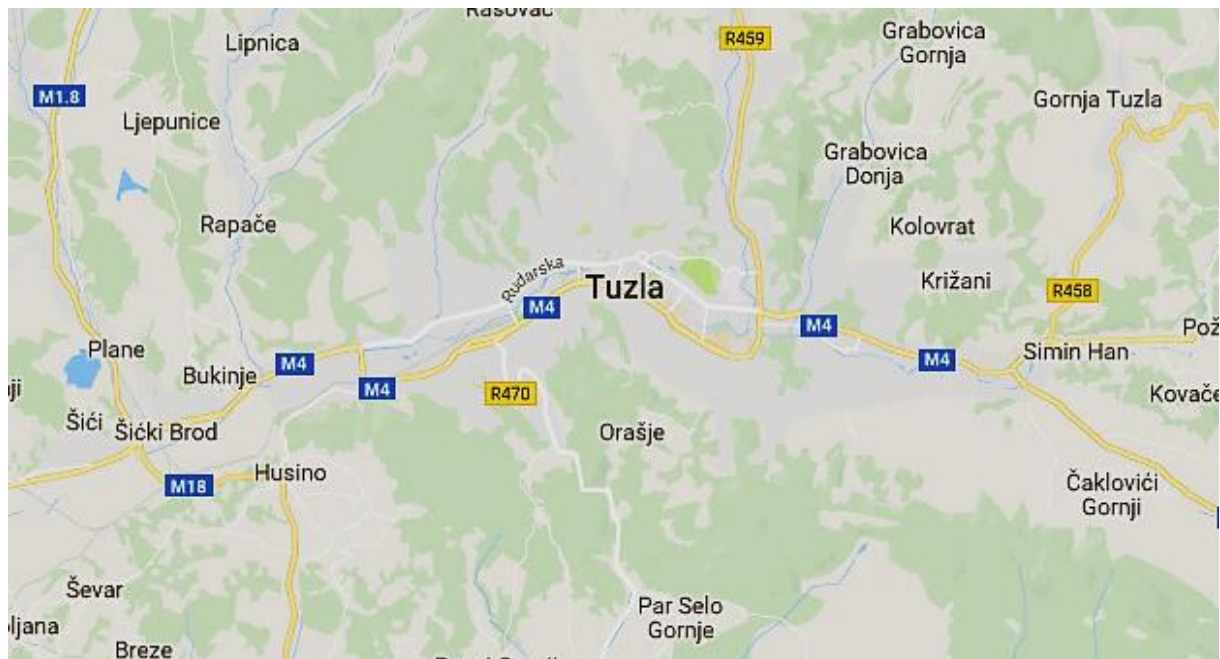 Rašovac
Lipnica
R459
Grabovica
Gornja
M1.8
Gornja Tuzla
Ljepunice
Grabovica
Donja
Rapače
Kolovrat
Rudarska
Tuzla
Križani
R458
M4
M4
Plane
Simin Han
M4
M4
Bukinje
M4
R470
Šići
Šićki Brod
Orašje
Husino
M18
Čaklovići
Gornji
Ševar
Par Selo
Gornje
Breze